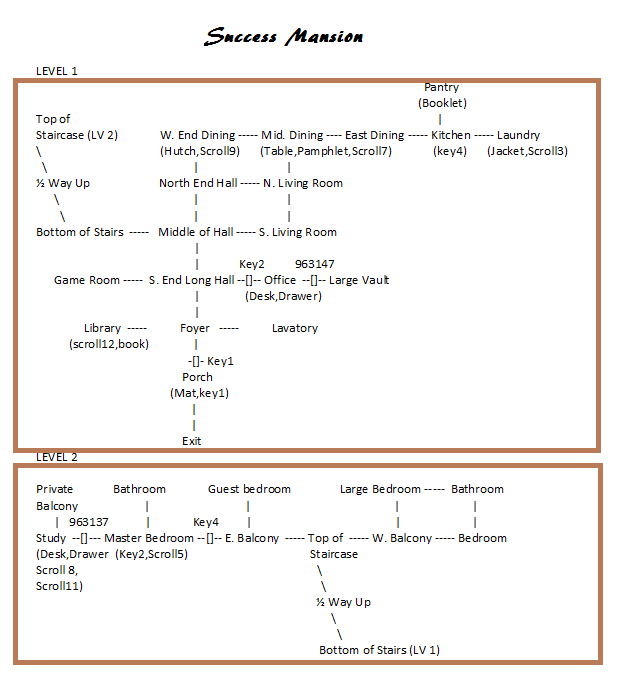 Success Mansion
LEVEL 1
Pantry
(Booklet)
Top of
Staircase (LV 2) W. End Dining ----- Mid. Dining ---- East Dining ----- Kitchen ----- Laundry
(Hutch,Scroll9) (Table,Pamphlet,Scroll7) (key4) (Jacket,Scroll3)
½ Way Up North End Hall ----- N. Living Room
Bottom of Stairs ----- Middle of Hall ----- S. Living Room
Key2 963147
Game Room ----- S. End Long Hall --[]-- Office --[]-- Large Vault
(Desk,Drawer)
Library ----- Foyer ----- Lavatory
(scroll12,book)
-[]- Key1
Porch
(Mat,key1)
Exit
LEVEL 2
Private Bathroom Guest bedroom Large Bedroom ----- Bathroom
Balcony
963137 Key4
Study --[]--- Master Bedroom --[]-- E. Balcony ----- Top of ----- W. Balcony ----- Bedroom
(Desk,Drawer (Key2,Scroll5) Staircase
Scroll 8,
Scroll11)
½ Way Up
Bottom of Stairs (LV 1)